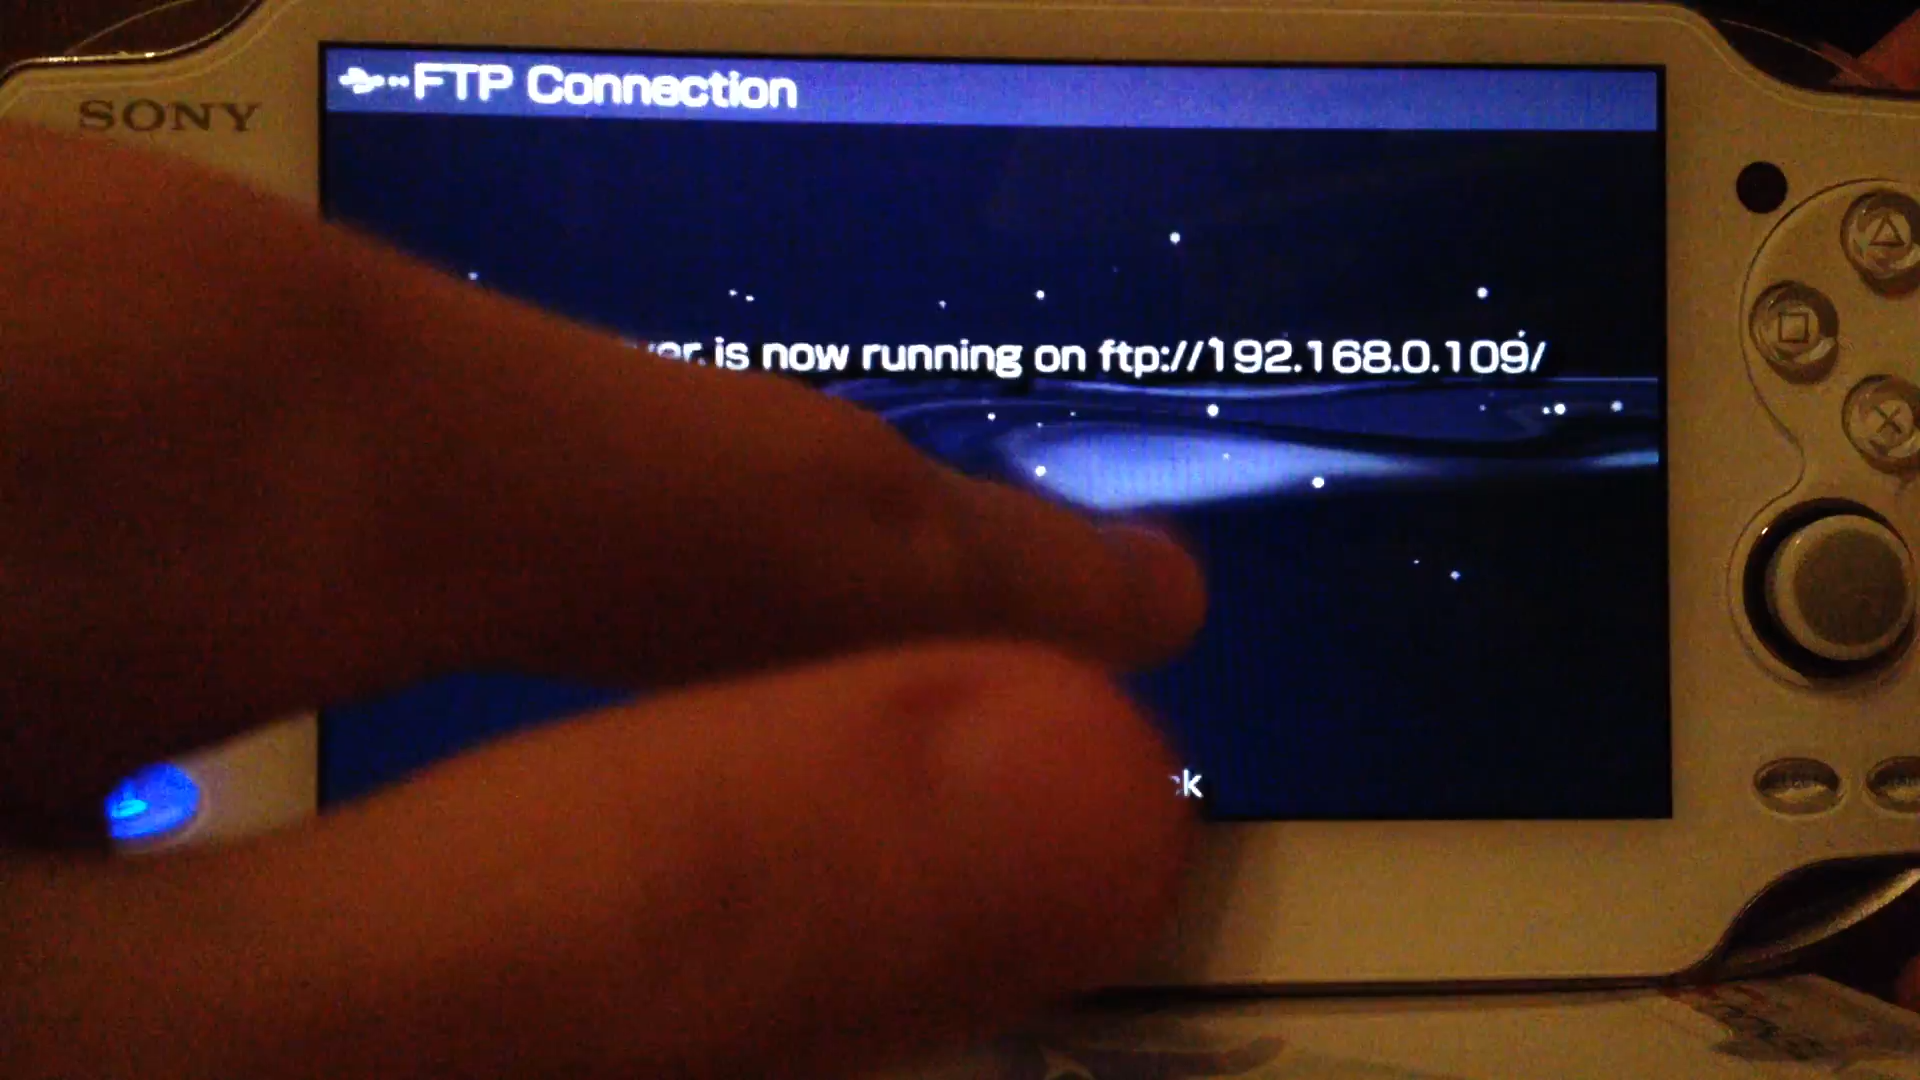 SONY
FTP Connection
is now running on ftp://192.168.0.109/